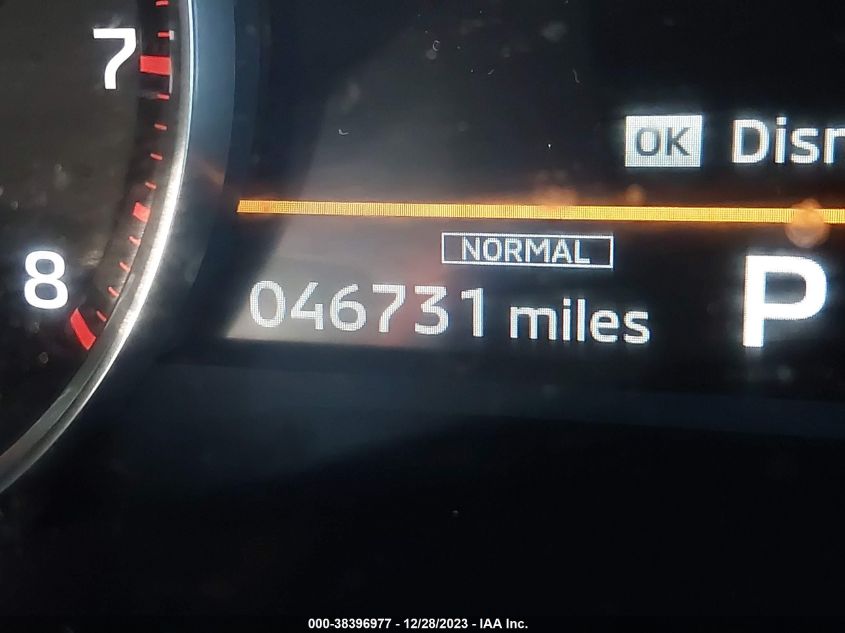 7
OK
NORMAL
8
046731 miles P
000-38396977 - 12/28/2023 - IAA Inc.